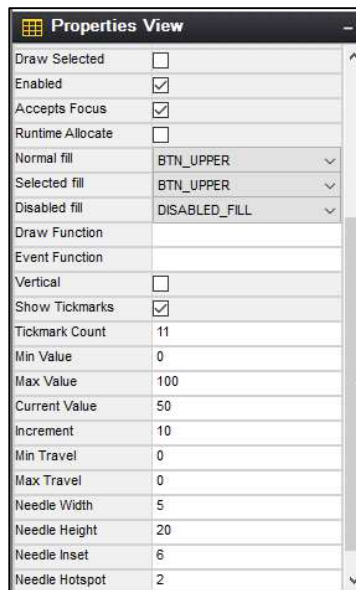 Properties View
Draw Selected
Enabled
Accepts Focus
Runtime Allocate
Normal fill BTN_UPPER
Selected fill BTN_UPPER
Disabled fill DISABLED_FILL
Draw Function
Event Function
Vertical
Show Tickmarks
Tickmark Count 11
Min Value 0
Max Value 100
Current Value 50
Increment 10
Min Travel 0
Max Travel 0
Needle Width 5
Needle Height 20
Needle Inset 6
Needle Hotspot 2